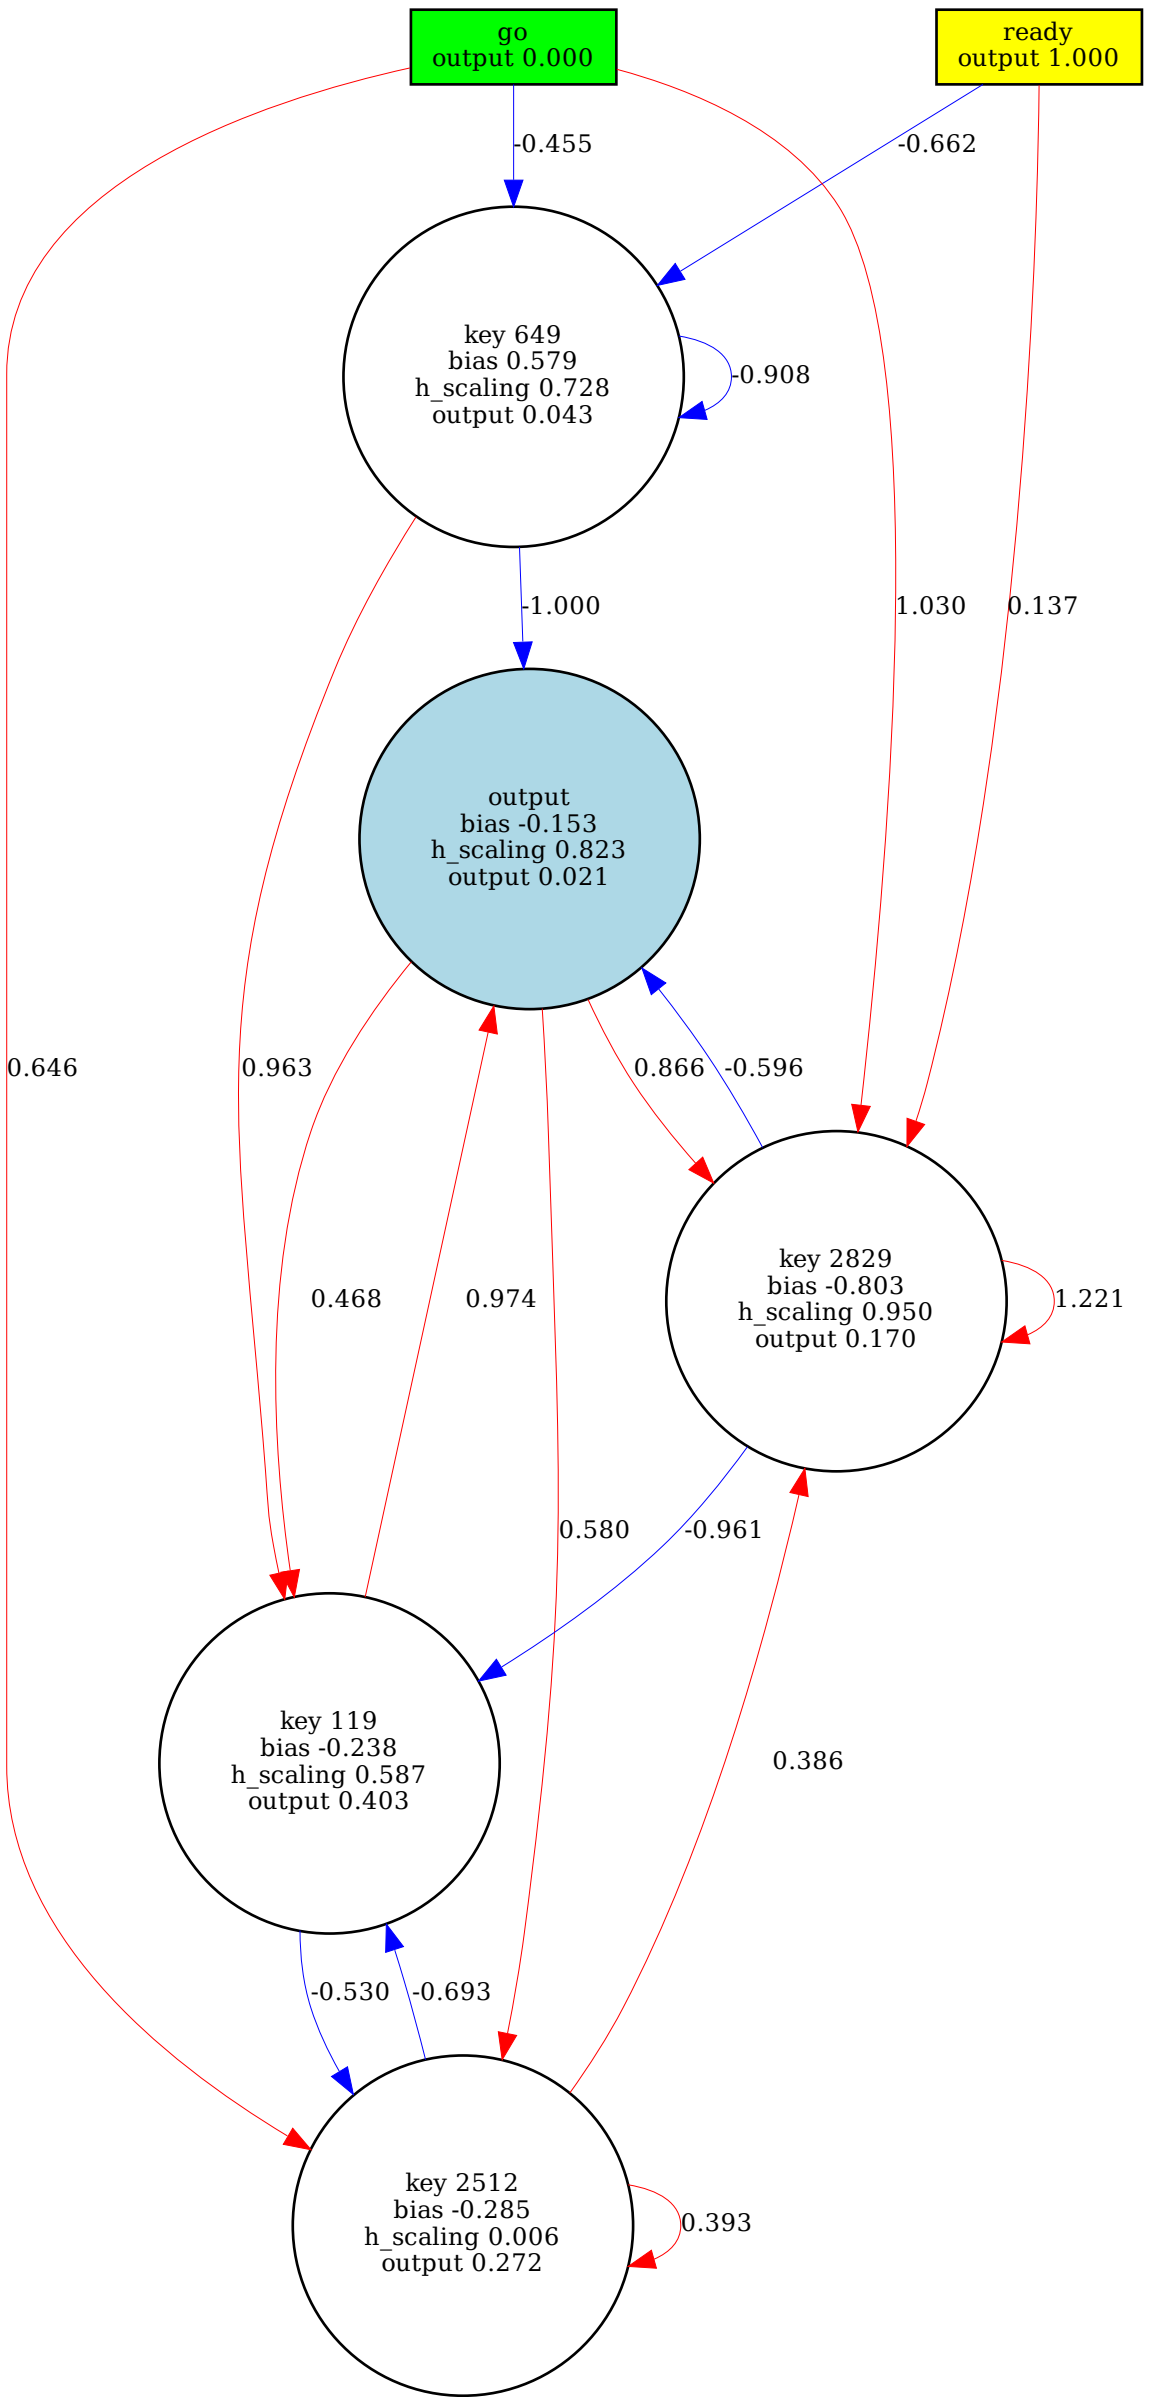 go
output 0.000
ready
output 1.000
-0.455
-0.662
key 649
bias 0.579
h_scaling 0.728
output 0.043
-0.908
-1.000
1.030
0.137
output
bias -0.153
h_scaling 0.823
output 0.021
0.646
0.963
0.866
-0.596
key 2829
bias -0.803
h_scaling 0.950
output 0.170
0.468
0.974
1.221
0.580
-0.961
key 119
bias -0.238
h_scaling 0.587
output 0.403
0.386
-0.530
-0.693
key 2512
bias -0.285
h_scaling 0.006
output 0.272
0.393